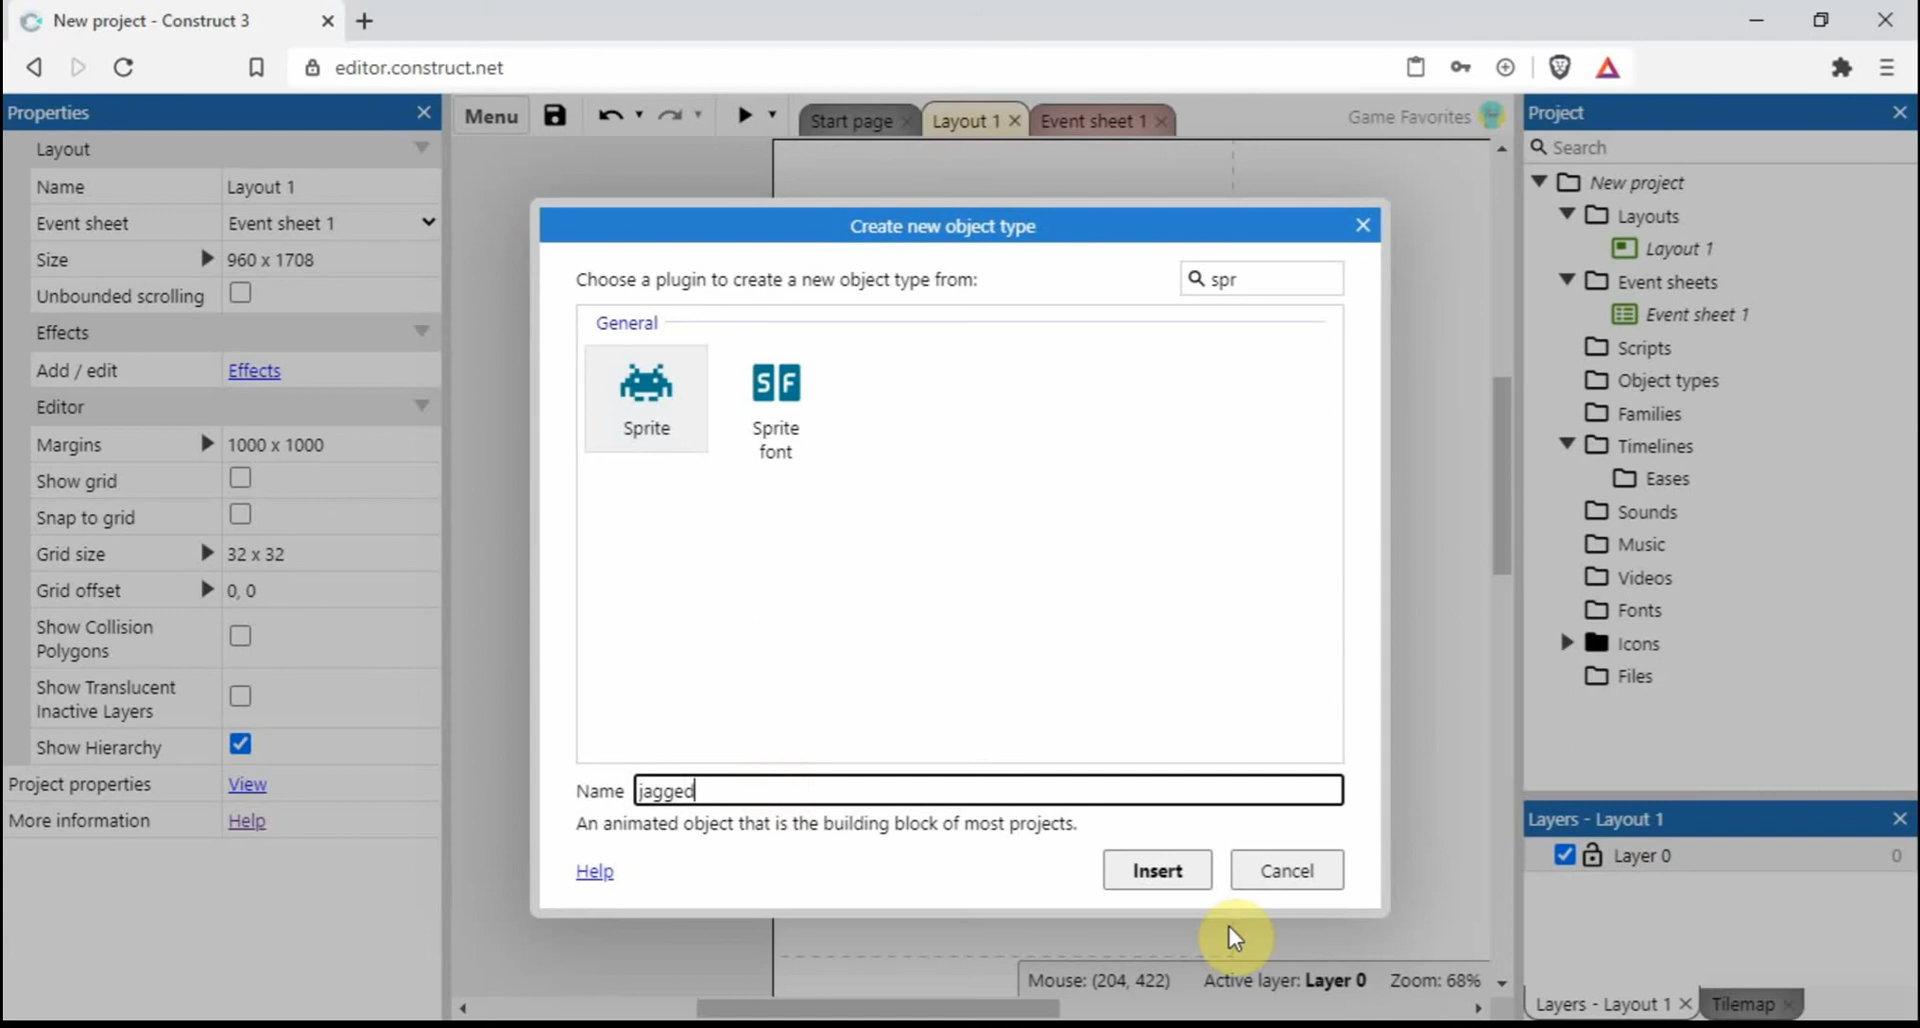 New project - Construct 3
editor.construct.net
Properties
Layout
Name Layout 1
Event sheet Event sheet 1
Size 960 x 1708
Unbounded scrolling
Effects
Add / edit Effects
Editor
Margins 1000 x 1000
Show grid
Snap to grid
Grid size 32 x 32
Grid offset 0, 0
Show Collision
Polygons
Show Translucent
Inactive Layers
Show Hierarchy
Project properties View
More information Help
Menu
Start page
Layout 1
Event sheet 1
Game Favorites
Create new object type
Choose a plugin to create a new object type from:
spr
General
Sprite
Sprite
font
Name jagged
An animated object that is the building block of most projects.
Help
Insert
Cancel
Mouse: (204, 422) Active layer: Layer 0 Zoom: 68%
Project
Search
New project
Layouts
Layout 1
Event sheets
Event sheet 1
Scripts
Object types
Families
Timelines
Eases
Sounds
Music
Videos
Fonts
Icons
Files
Layers - Layout 1
Layer 0 0
Layers - Layout 1
Tilemap